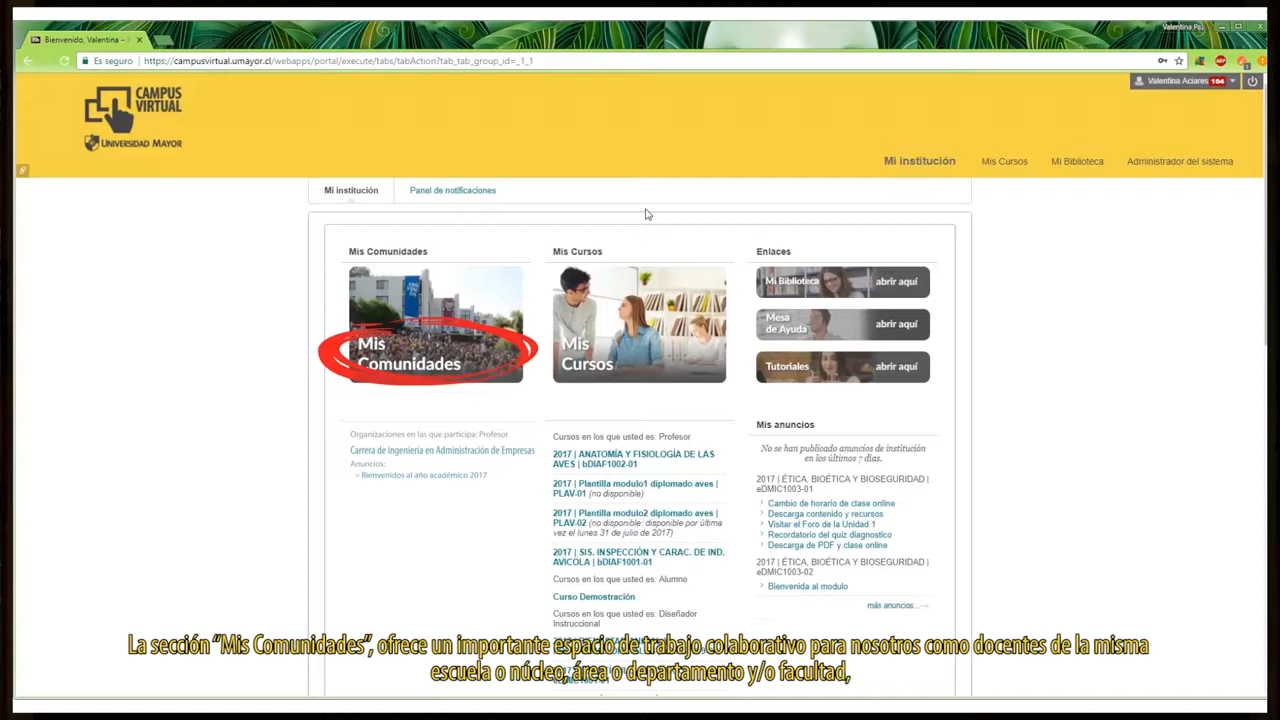 Valentina Paz
Bienvenido, Valentina –
Es seguro
https://campusvirtual.umayor.cl/webapps/portal/execute/tabs/tabAction?tab_tab_group_id=_1_1
Valentina Aciares 104
CAMPUS
VIRTUAL
UNIVERSIDAD MAYOR
Mi institución
Mis Cursos
Mi Biblioteca
Administrador del sistema
Mi institución
Panel de notificaciones
Mis Comunidades
Mis
Comunidades
Organizaciones en las que participa: Profesor
Carrera de Ingeniería en Administración de Empresas
Anuncios:
> Bienvenidos al año académico 2017
Mis Cursos
Mis
Cursos
Cursos en los que usted es: Profesor
2017 | ANATOMÍA Y FISIOLOGÍA DE LAS
AVES | bDIAF1002-01
2017 | Plantilla modulo1 diplomado aves |
PLAV-01 (no disponible)
2017 | Plantilla modulo2 diplomado aves |
PLAV-02 (no disponible: disponible por última
vez el lunes 31 de julio de 2017)
2017 | SIS. INSPECCIÓN Y CARAC. DE IND.
AVICOLA | bDIAF1001-01
Cursos en los que usted es: Alumno
Curso Demostración
Cursos en los que usted es: Diseñador
Instruccional
Enlaces
Mi Biblioteca abrir aquí
Mesa
de Ayuda abrir aquí
Tutoriales abrir aquí
Mis anuncios
No se han publicado anuncios de institución
en los últimos 7 días.
2017 | ÉTICA, BIOÉTICA Y BIOSEGURIDAD |
eDMIC1003-01
Cambio de horario de clase online
Descarga contenido y recursos
Visitar el Foro de la Unidad 1
Recordatorio del quiz diagnostico
Descarga de PDF y clase online
2017 | ÉTICA, BIOÉTICA Y BIOSEGURIDAD |
eDMIC1003-02
Bienvenida al modulo
más anuncios...
La sección “Mis Comunidades”, ofrece un importante espacio de trabajo colaborativo para nosotros como docentes de la misma
escuela o núcleo, área o departamento y/o facultad,